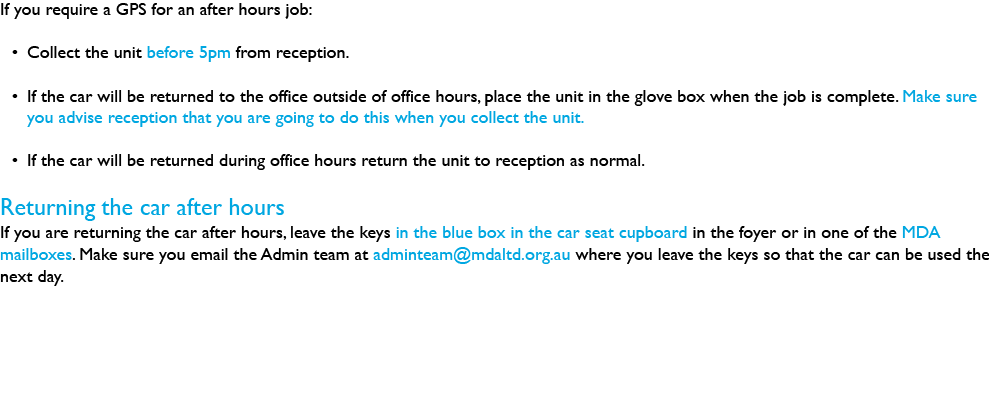 If you require a GPS for an after hours job:
• Collect the unit before 5pm from reception.
• If the car will be returned to the office outside of office hours, place the unit in the glove box when the job is complete. Make sure
you advise reception that you are going to do this when you collect the unit.
• If the car will be returned during office hours return the unit to reception as normal.
Returning the car after hours
If you are returning the car after hours, leave the keys in the blue box in the car seat cupboard in the foyer or in one of the MDA
mailboxes. Make sure you email the Admin team at adminteam@mdaltd.org.au where you leave the keys so that the car can be used the
next day.